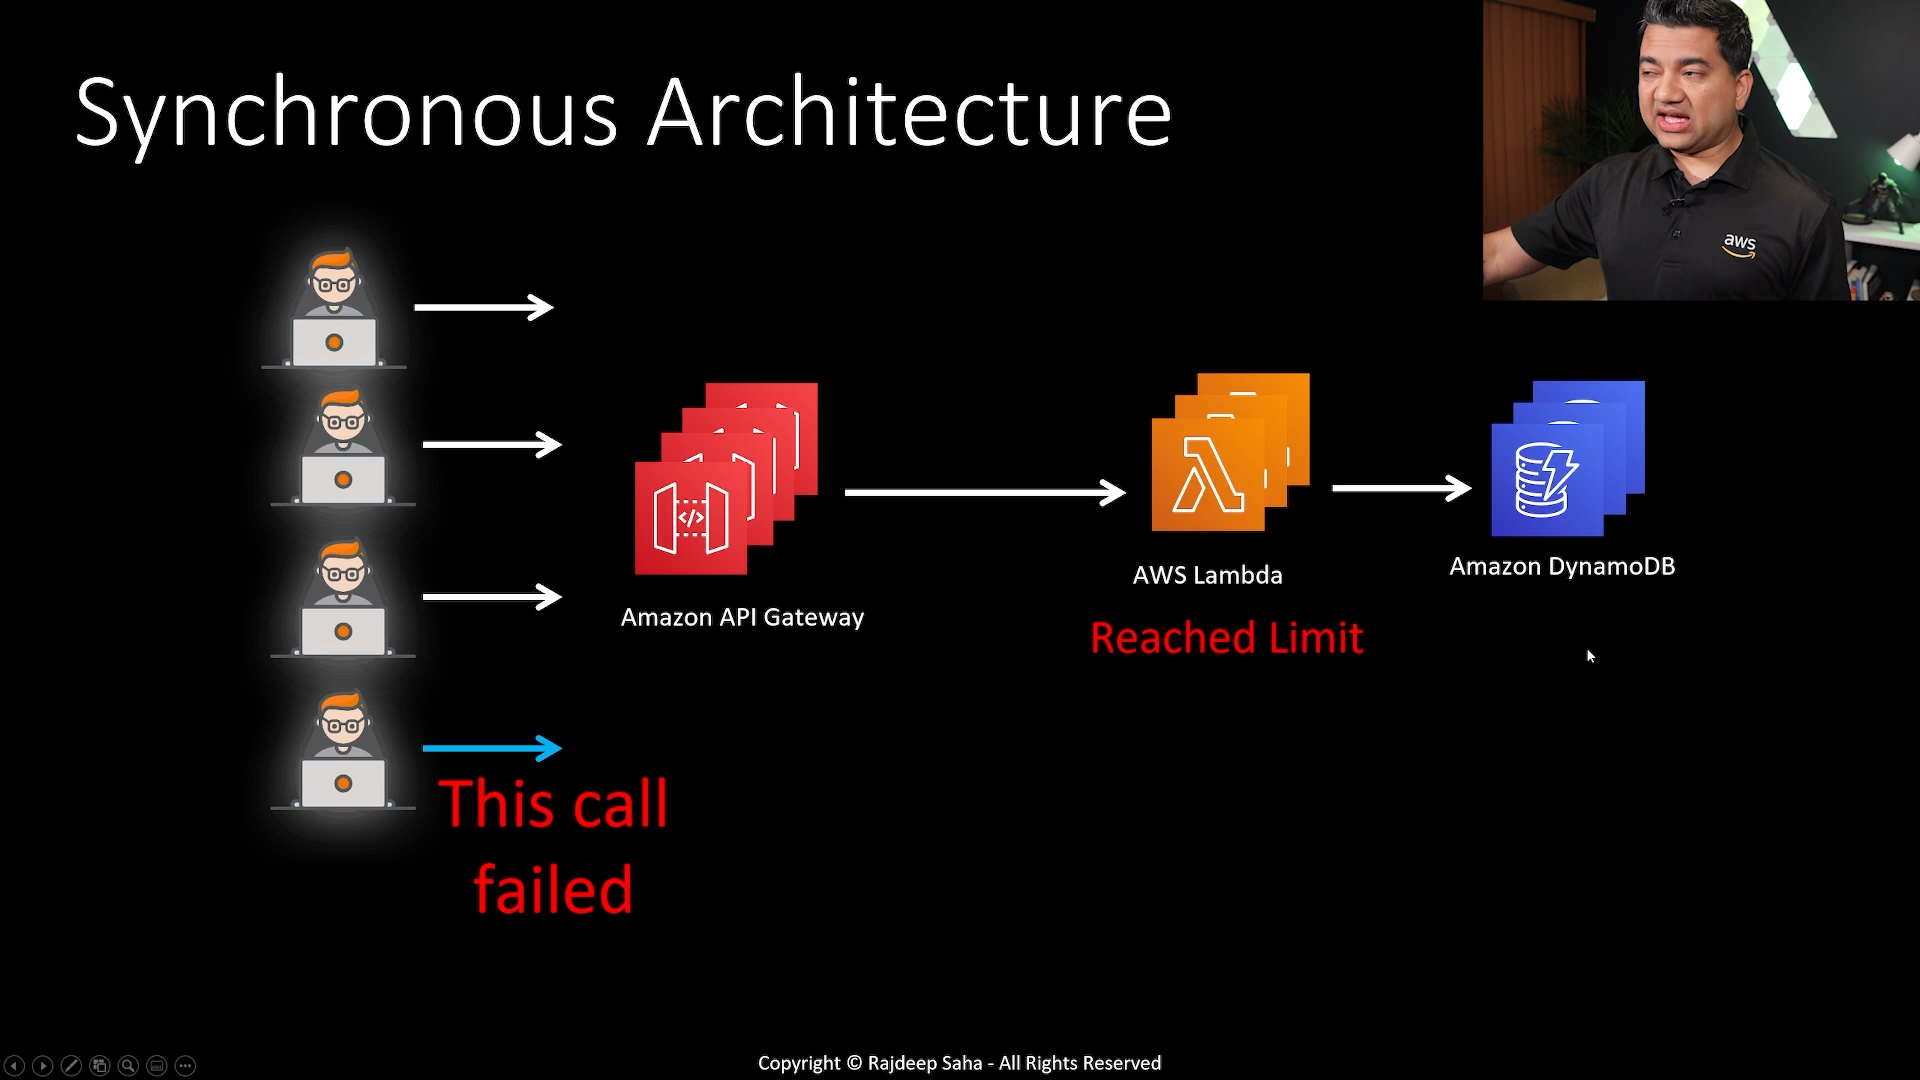 Synchronous Architecture
aws
</>
Amazon API Gateway
AWS Lambda
Amazon DynamoDB
Reached Limit
This call
failed
Copyright © Rajdeep Saha - All Rights Reserved